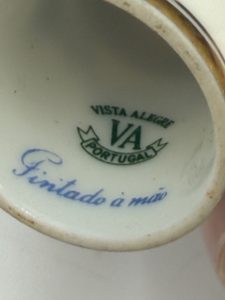 VISTA ALEGRE
VA
PORTUGAL
Pintado à mão